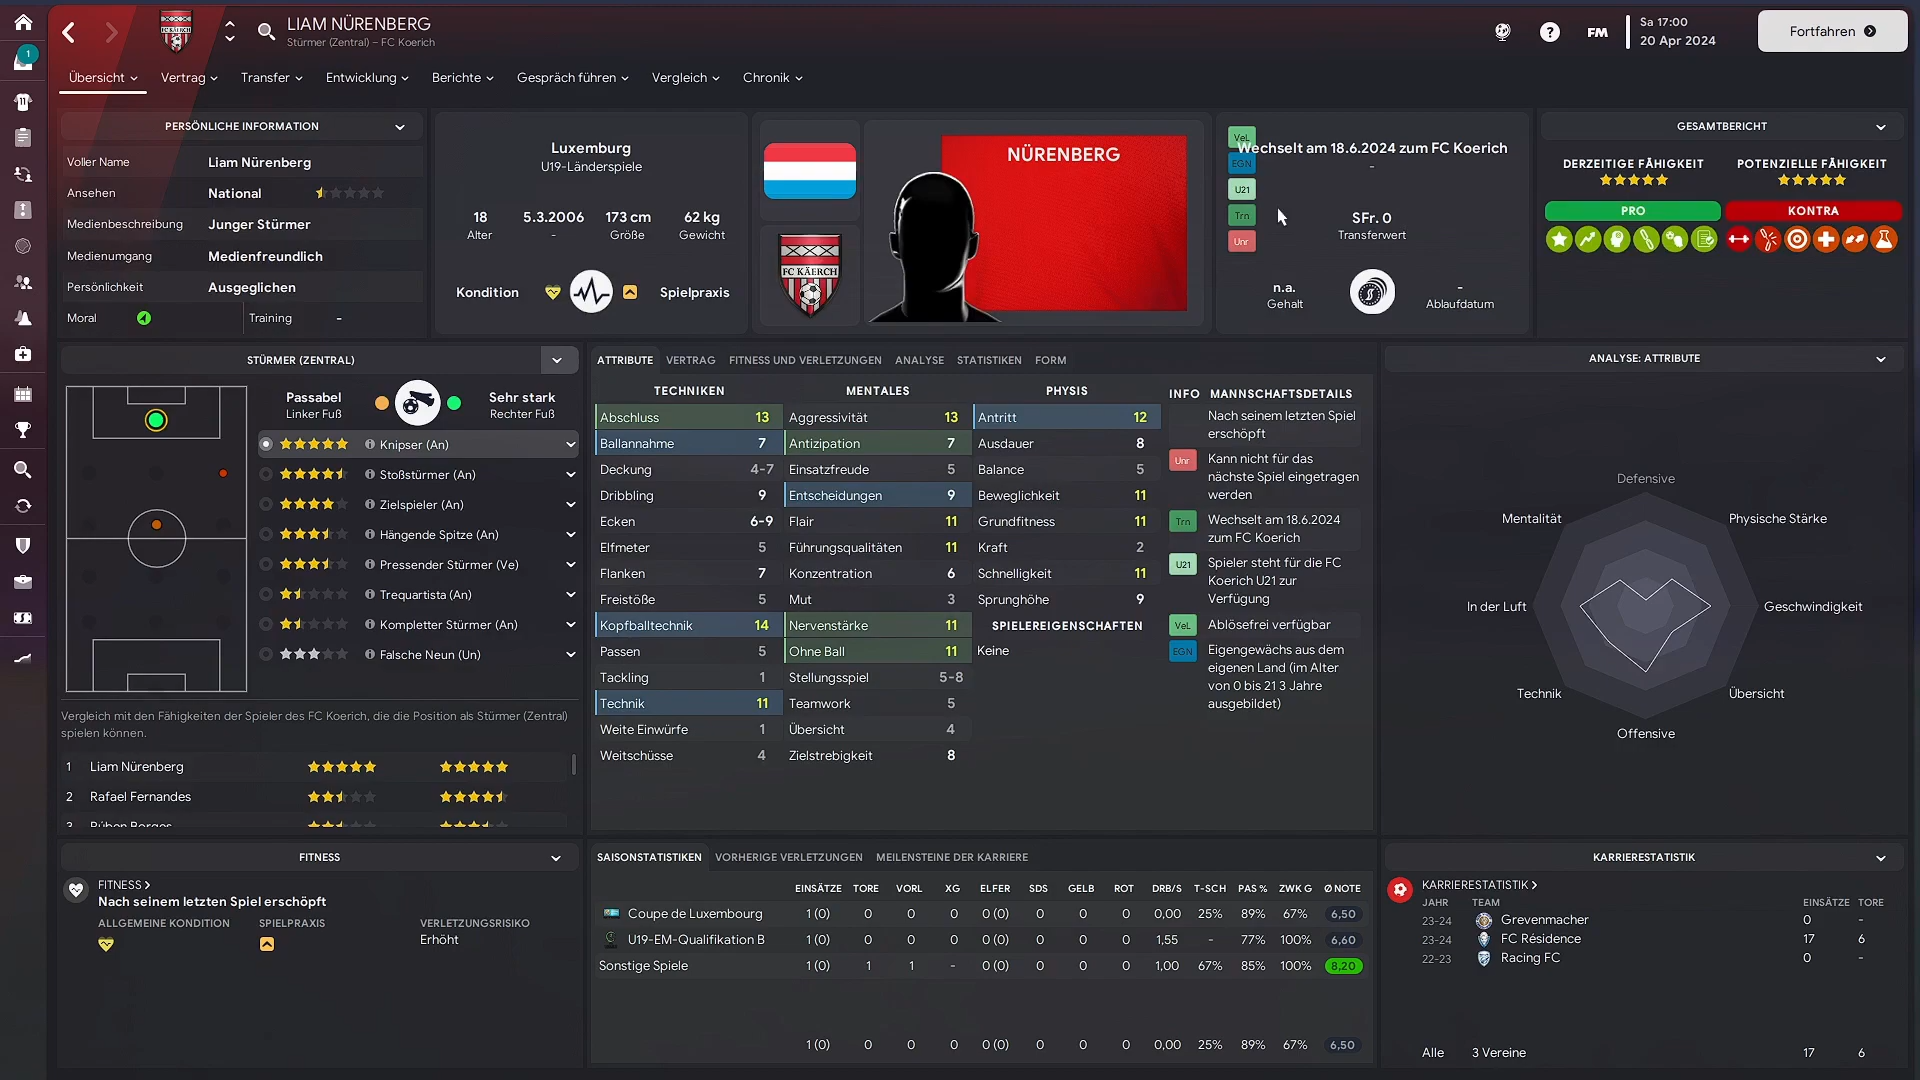 LIAM NÜRENBERG
Stürmer (Zentral) – FC Koerich
1
FC KÄERCH
FM
Sa 17:00
20 Apr 2024
Fortfahren
Übersicht
Vertrag
Transfer
Entwicklung
Berichte
Gespräch führen
Vergleich
Chronik
PERSÖNLICHE INFORMATION
Voller Name Liam Nürenberg
Ansehen National
Medienbeschreibung Junger Stürmer
Medienumgang Medienfreundlich
Persönlichkeit Ausgeglichen
Moral
Training -
Luxemburg
U19-Länderspiele
18 5.3.2006 173 cm 62 kg
Alter - Größe Gewicht
Kondition
Spielpraxis
FC KÄERCH
NÜRENBERG
VeL
EGN
U21
Trn
Unr
Wechselt am 18.6.2024 zum FC Koerich
-
SFr. 0
Transferwert
n.a.
Gehalt
-
Ablaufdatum
GESAMTBERICHT
DERZEITIGE FÄHIGKEIT
POTENZIELLE FÄHIGKEIT
PRO
KONTRA
STÜRMER (ZENTRAL)
Passabel
Linker Fuß
Sehr stark
Rechter Fuß
Knipser (An)
Stoßstürmer (An)
Zielspieler (An)
Hängende Spitze (An)
Pressender Stürmer (Ve)
Trequartista (An)
Kompletter Stürmer (An)
Falsche Neun (Un)
Vergleich mit den Fähigkeiten der Spieler des FC Koerich, die die Position als Stürmer (Zentral)
spielen können.
1 Liam Nürenberg
2 Rafael Fernandes
3 Rúben Borges
ATTRIBUTE
VERTRAG
FITNESS UND VERLETZUNGEN
ANALYSE
STATISTIKEN
FORM
TECHNIKEN
Abschluss 13
Ballannahme 7
Deckung 4-7
Dribbling 9
Ecken 6-9
Elfmeter 5
Flanken 7
Freistöße 5
Kopfballtechnik 14
Passen 5
Tackling 1
Technik 11
Weite Einwürfe 1
Weitschüsse 4
MENTALES
Aggressivität 13
Antizipation 7
Einsatzfreude 5
Entscheidungen 9
Flair 11
Führungsqualitäten 11
Konzentration 6
Mut 3
Nervenstärke 11
Ohne Ball 11
Stellungsspiel 5-8
Teamwork 5
Übersicht 4
Zielstrebigkeit 8
PHYSIS
Antritt 12
Ausdauer 8
Balance 5
Beweglichkeit 11
Grundfitness 11
Kraft 2
Schnelligkeit 11
Sprunghöhe 9
SPIELEREIGENSCHAFTEN
Keine
INFO MANNSCHAFTSDETAILS
Nach seinem letzten Spiel
erschöpft
Unr
Kann nicht für das
nächste Spiel eingetragen
werden
Trn
Wechselt am 18.6.2024
zum FC Koerich
U21
Spieler steht für die FC
Koerich U21 zur
Verfügung
VeL
Ablösefrei verfügbar
EGN
Eigengewächs aus dem
eigenen Land (im Alter
von 0 bis 21 3 Jahre
ausgebildet)
ANALYSE: ATTRIBUTE
Defensive
Mentalität
Physische Stärke
In der Luft
Geschwindigkeit
Technik
Übersicht
Offensive
FITNESS
FITNESS
Nach seinem letzten Spiel erschöpft
ALLGEMEINE KONDITION
SPIELPRAXIS
VERLETZUNGSRISIKO
Erhöht
SAISONSTATISTIKEN
VORHERIGE VERLETZUNGEN
MEILENSTEINE DER KARRIERE
EINSÄTZE TORE VORL XG ELFER SDS GELB ROT DRB/S T-SCH PAS % ZWK G Ø NOTE
Coupe de Luxembourg 1 (0) 0 0 0 0 (0) 0 0 0 0,00 25% 89% 67% 6,50
U19-EM-Qualifikation B 1 (0) 0 0 0 0 (0) 0 0 0 1,55 - 77% 100% 6,60
Sonstige Spiele 1 (0) 1 1 - 0 (0) 0 0 0 1,00 67% 85% 100% 8,20
1 (0) 0 0 0 0 (0) 0 0 0 0,00 25% 89% 67% 6,50
KARRIERESTATISTIK
KARRIERESTATISTIK
JAHR TEAM EINSÄTZE TORE
23-24 Grevenmacher 0 -
23-24 FC Résidence 17 6
22-23 Racing FC 0 -
Alle 3 Vereine 17 6